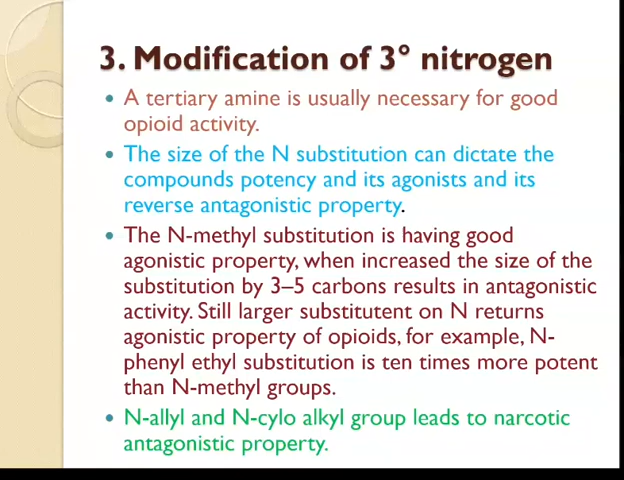 3. Modification of 3° nitrogen
• A tertiary amine is usually necessary for good
opioid activity.
• The size of the N substitution can dictate the
compounds potency and its agonists and its
reverse antagonistic property.
• The N-methyl substitution is having good
agonistic property, when increased the size of the
substitution by 3–5 carbons results in antagonistic
activity. Still larger substitutent on N returns
agonistic property of opioids, for example, N-
phenyl ethyl substitution is ten times more potent
than N-methyl groups.
• N-allyl and N-cylo alkyl group leads to narcotic
antagonistic property.